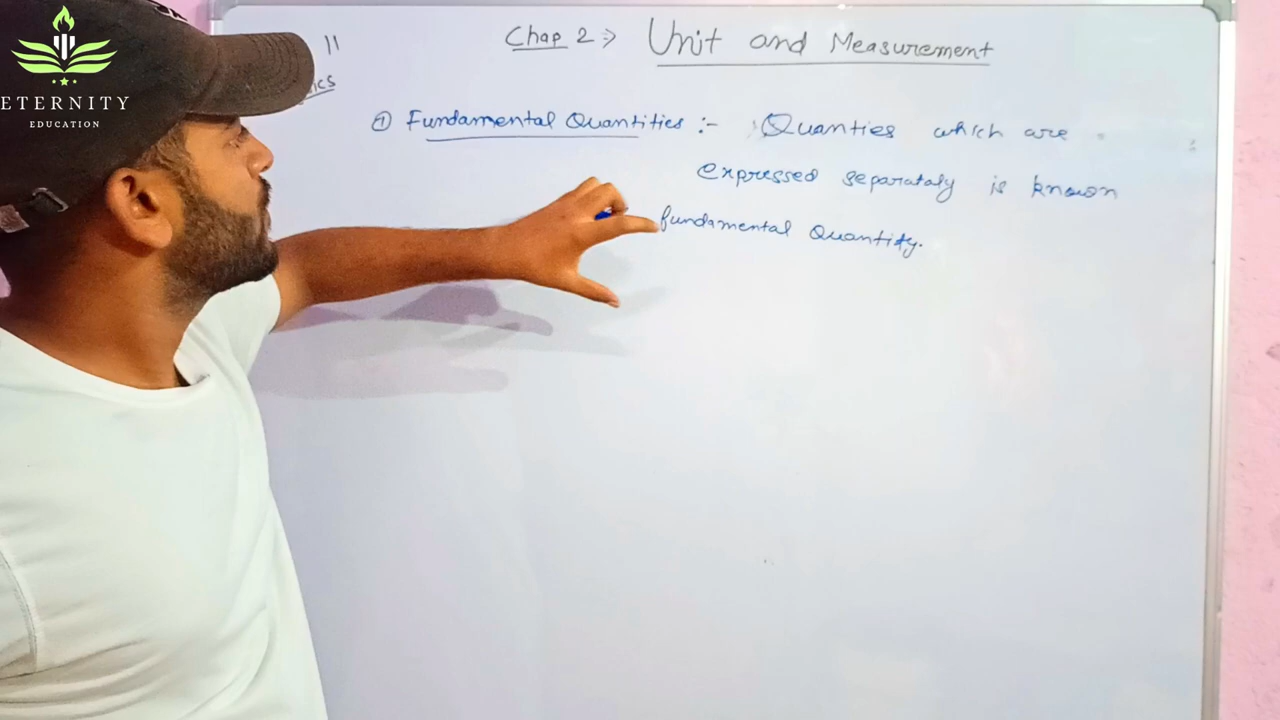 ETERNITY
EDUCATION
11
Chap 2 ⇒ Unit and Measurement
① Fundamental Quantities :- Quanties which are
expressed separataly is known
fundamental Quantity.